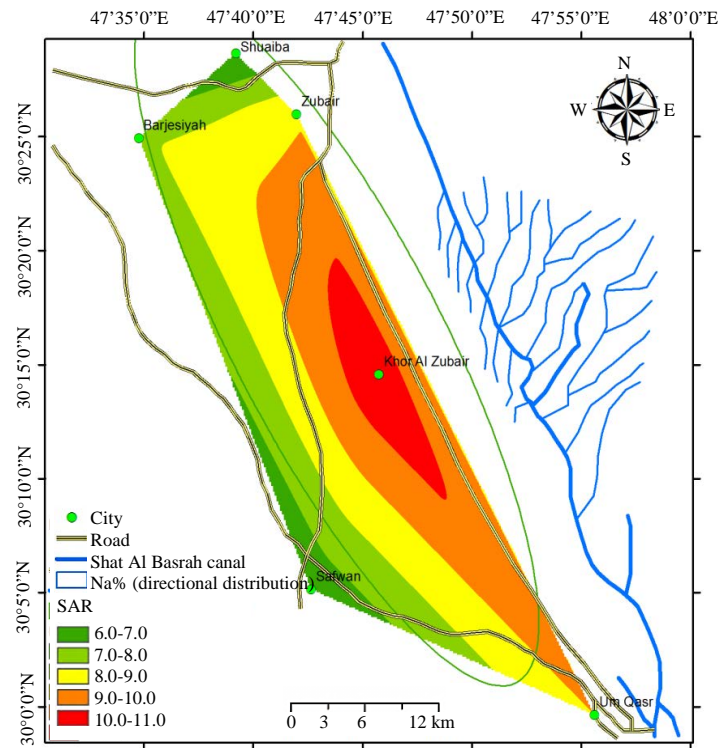 47°35'0"E 47°40'0"E 47°45'0"E 47°50'0"E 47°55'0"E 48°0'0"E
Shuaiba
Zubair
Barjesiyah
N
W E
S
30°25'0"N
30°20'0"N
30°15'0"N
30°10'0"N
30°5'0"N
30°0'0"N
Khor Al Zubair
Safwan
Um Qasr
City
Road
Shat Al Basrah canal
Na% (directional distribution)
SAR
6.0-7.0
7.0-8.0
8.0-9.0
9.0-10.0
10.0-11.0
0 3 6 12 km